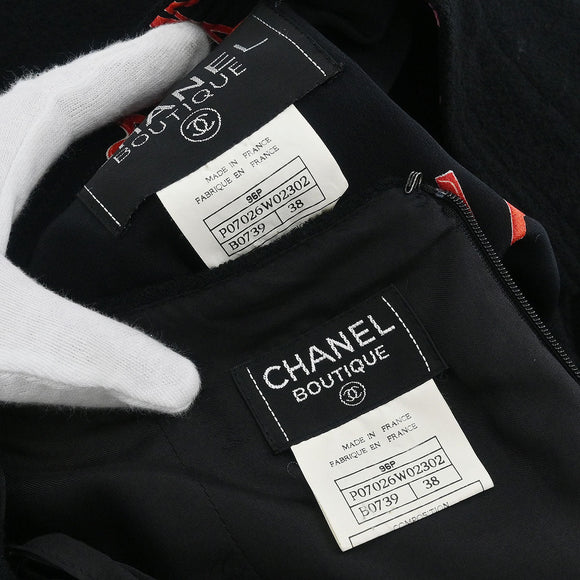 CHANEL
BOUTIQUE
MADE IN FRANCE
FABRIQUE EN FRANCE
96P
P07026W02302
B0739 38
CHANEL
BOUTIQUE
MADE IN FRANCE
FABRIQUE EN FRANCE
96P
P07026W02302
B0739 38
COMPOSITION